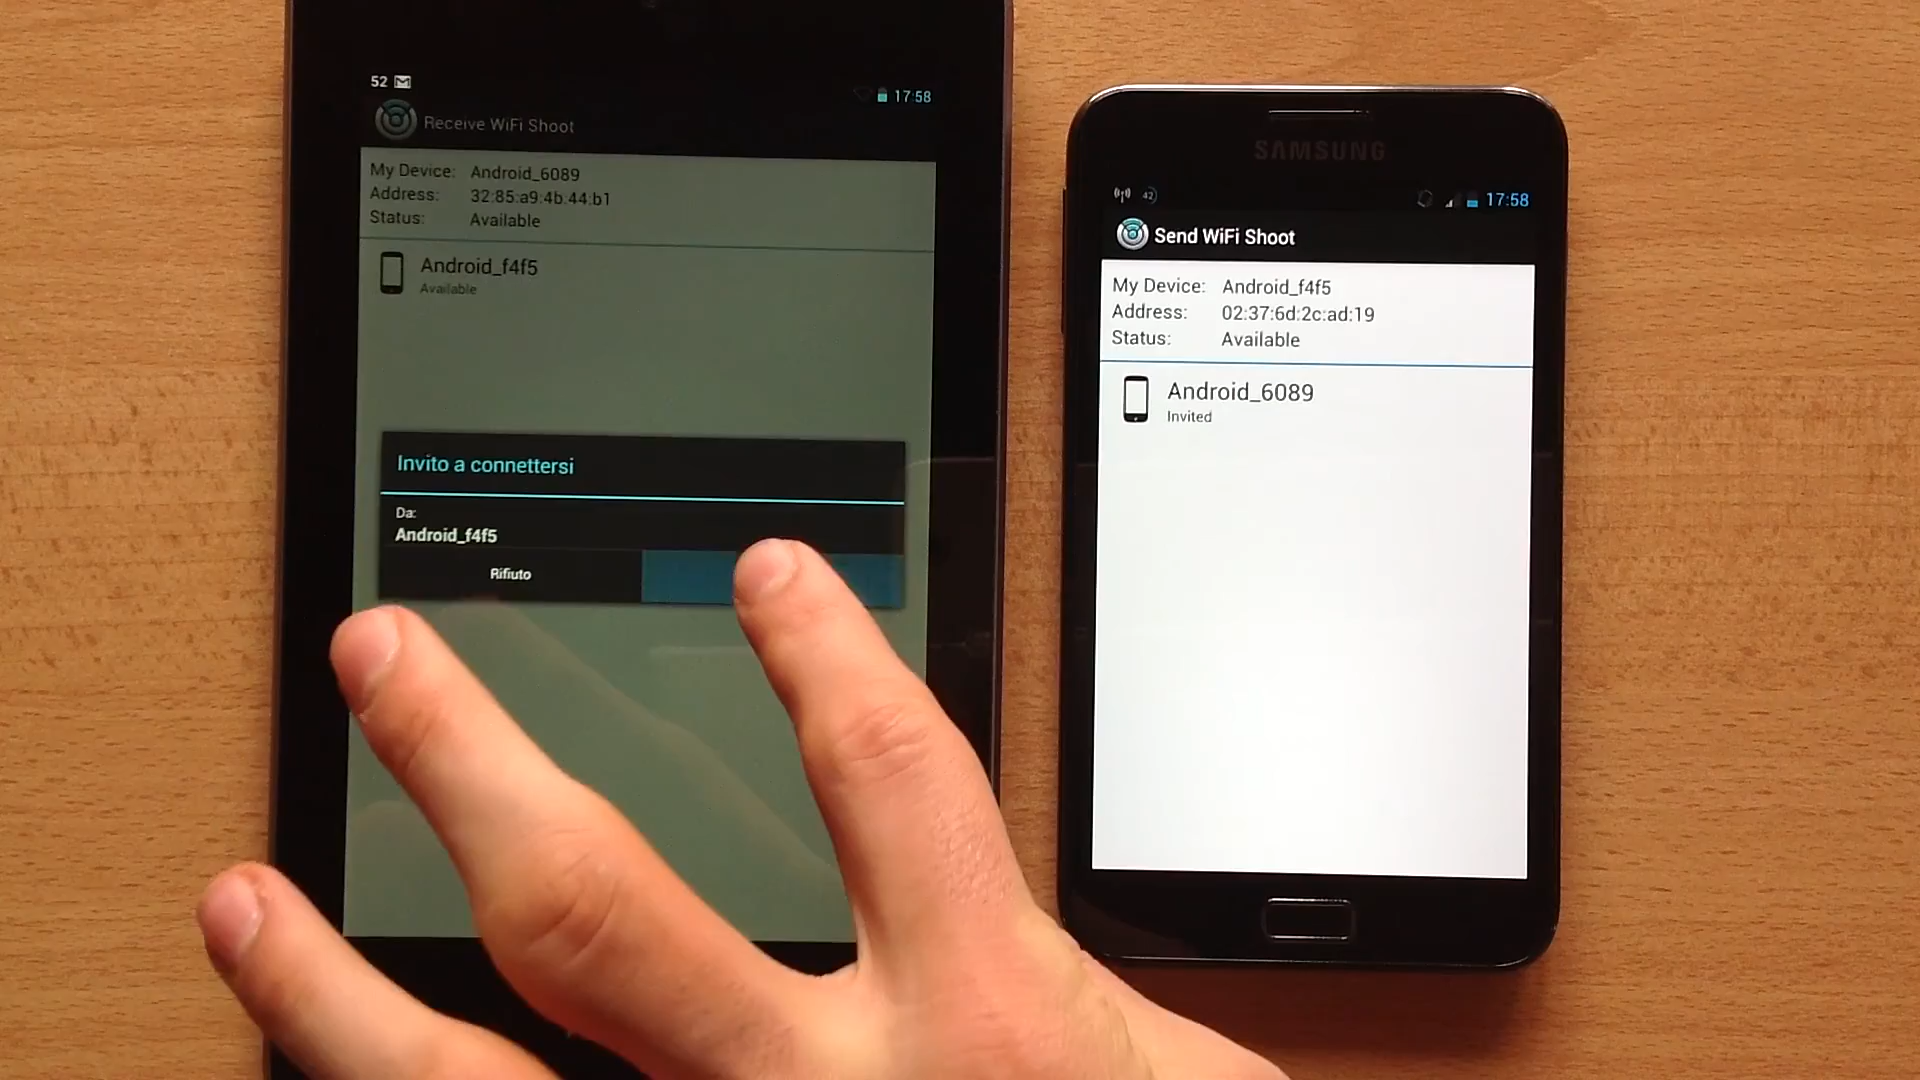 52
17:58
Receive WiFi Shoot
My Device: Android_6089
Address: 32:85:a9:4b:44:b1
Status: Available
Android_f4f5
Available
Invito a connettersi
Da:
Android_f4f5
Rifiuto
SAMSUNG
42
17:58
Send WiFi Shoot
My Device: Android_f4f5
Address: 02:37:6d:2c:ad:19
Status: Available
Android_6089
Invited